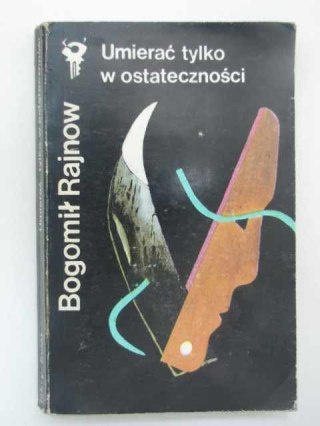 Umierać tylko
w ostateczności
Bogomił Rajnow